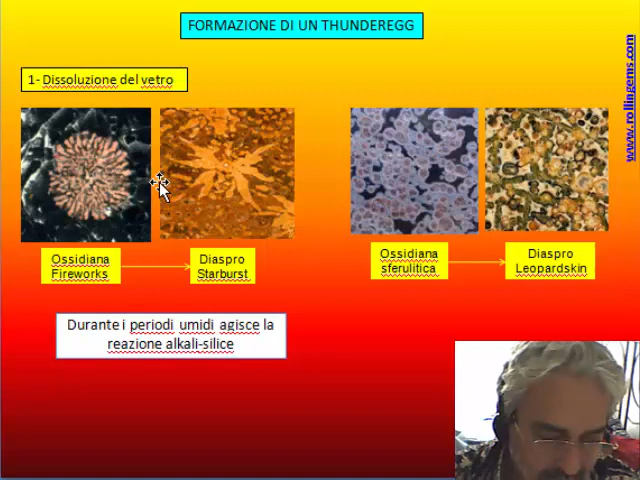 FORMAZIONE DI UN THUNDEREGG
1- Dissoluzione del vetro
www.rollingems.com
Ossidiana
Fireworks
Diaspro
Starburst
Ossidiana
sferulitica
Diaspro
Leopardskin
Durante i periodi umidi agisce la
reazione alkali-silice